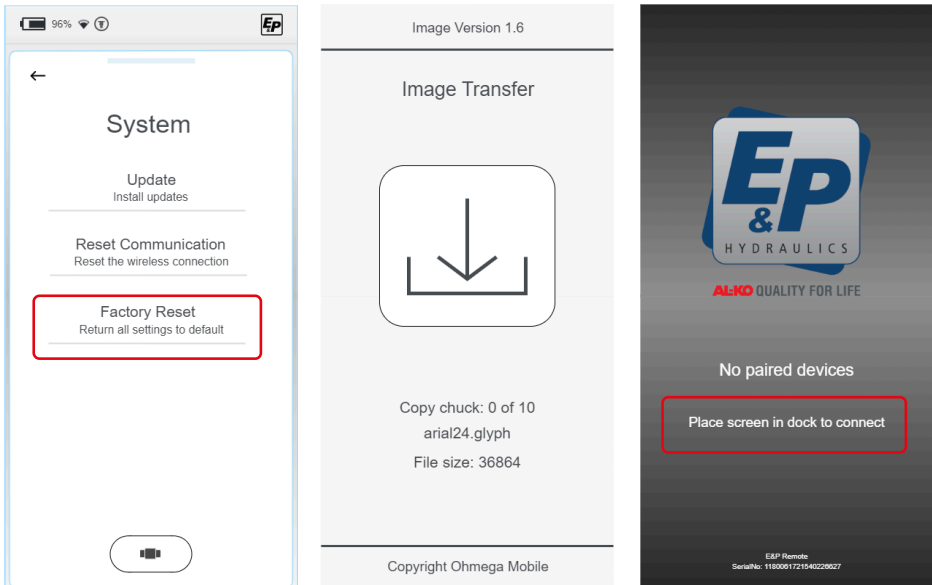 96%
E&P
System
Update
Install updates
Reset Communication
Reset the wireless connection
Factory Reset
Return all settings to default
Image Version 1.6
Image Transfer
Copy chuck: 0 of 10
arial24.glyph
File size: 36864
Copyright Ohmega Mobile
E&P
HYDRAULICS
AL-KO QUALITY FOR LIFE
No paired devices
Place screen in dock to connect
E&P Remote
SerialNo: 1180061721540226627